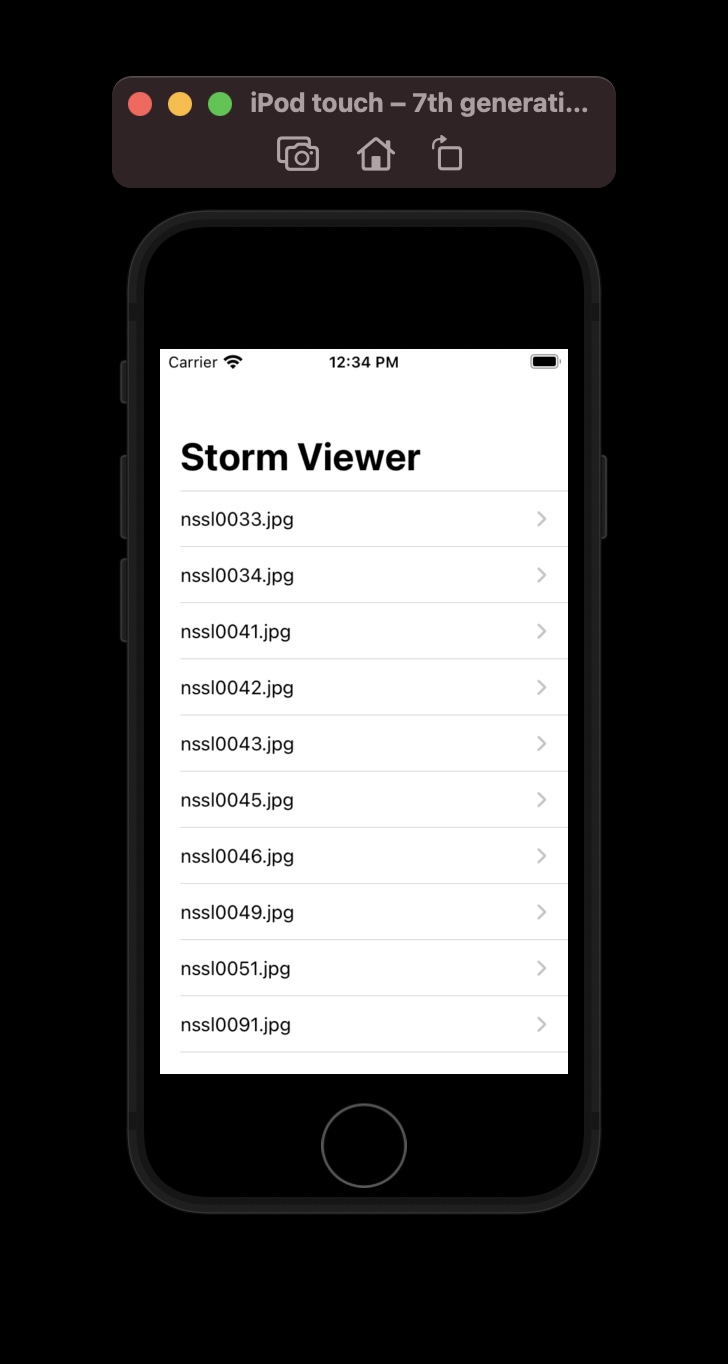 iPod touch – 7th generati...
Carrier 12:34 PM
Storm Viewer
nssl0033.jpg
nssl0034.jpg
nssl0041.jpg
nssl0042.jpg
nssl0043.jpg
nssl0045.jpg
nssl0046.jpg
nssl0049.jpg
nssl0051.jpg
nssl0091.jpg